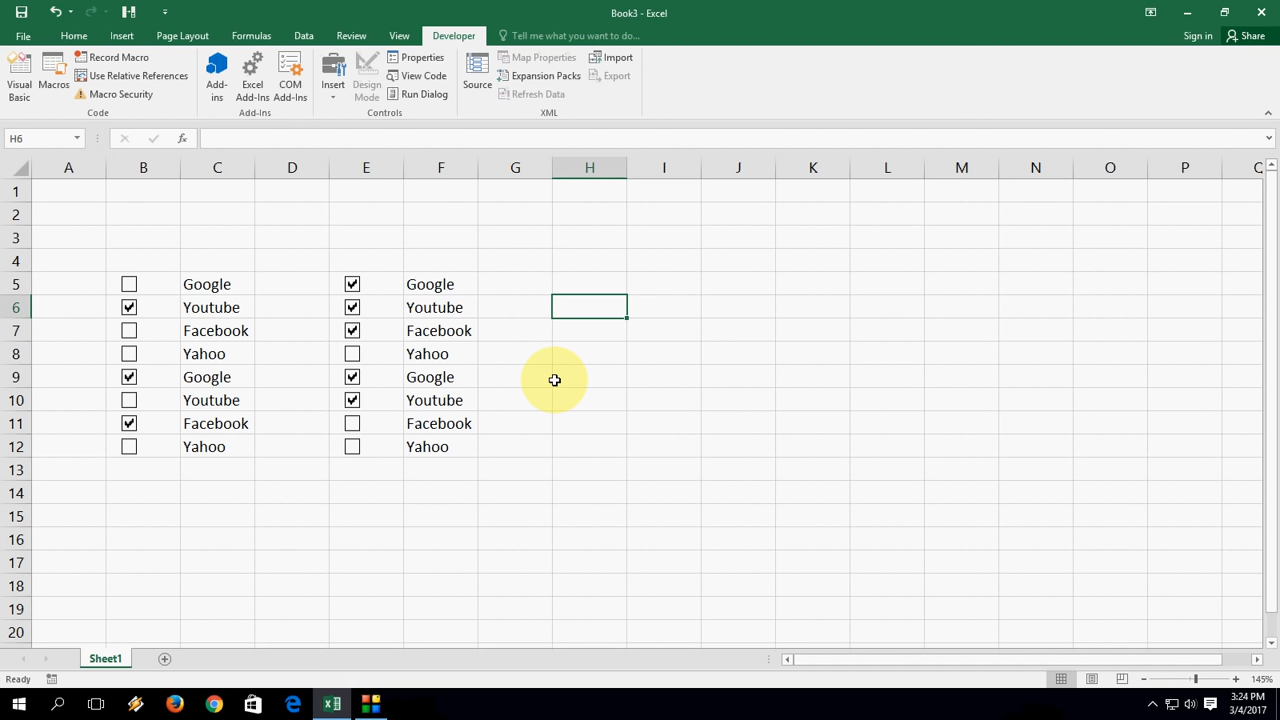 Book3 - Excel
File Home Insert Page Layout Formulas Data Review View Developer Tell me what you want to do... Sign in Share
Visual Basic
Macros
Record Macro
Use Relative References
Macro Security
Code
Add-ins
Excel Add-Ins
COM Add-Ins
Add-Ins
Insert
Design Mode
Properties
View Code
Run Dialog
Controls
Source
Map Properties
Expansion Packs
Refresh Data
Import
Export
XML
H6 fx
A B C D E F G H I J K L M N O P Q
1
2
3
4
5 Google Google
6 Youtube Youtube
7 Facebook Facebook
8 Yahoo Yahoo
9 Google Google
10 Youtube Youtube
11 Facebook Facebook
12 Yahoo Yahoo
13
14
15
16
17
18
19
20
Sheet1
Ready 145%
3:24 PM
3/4/2017